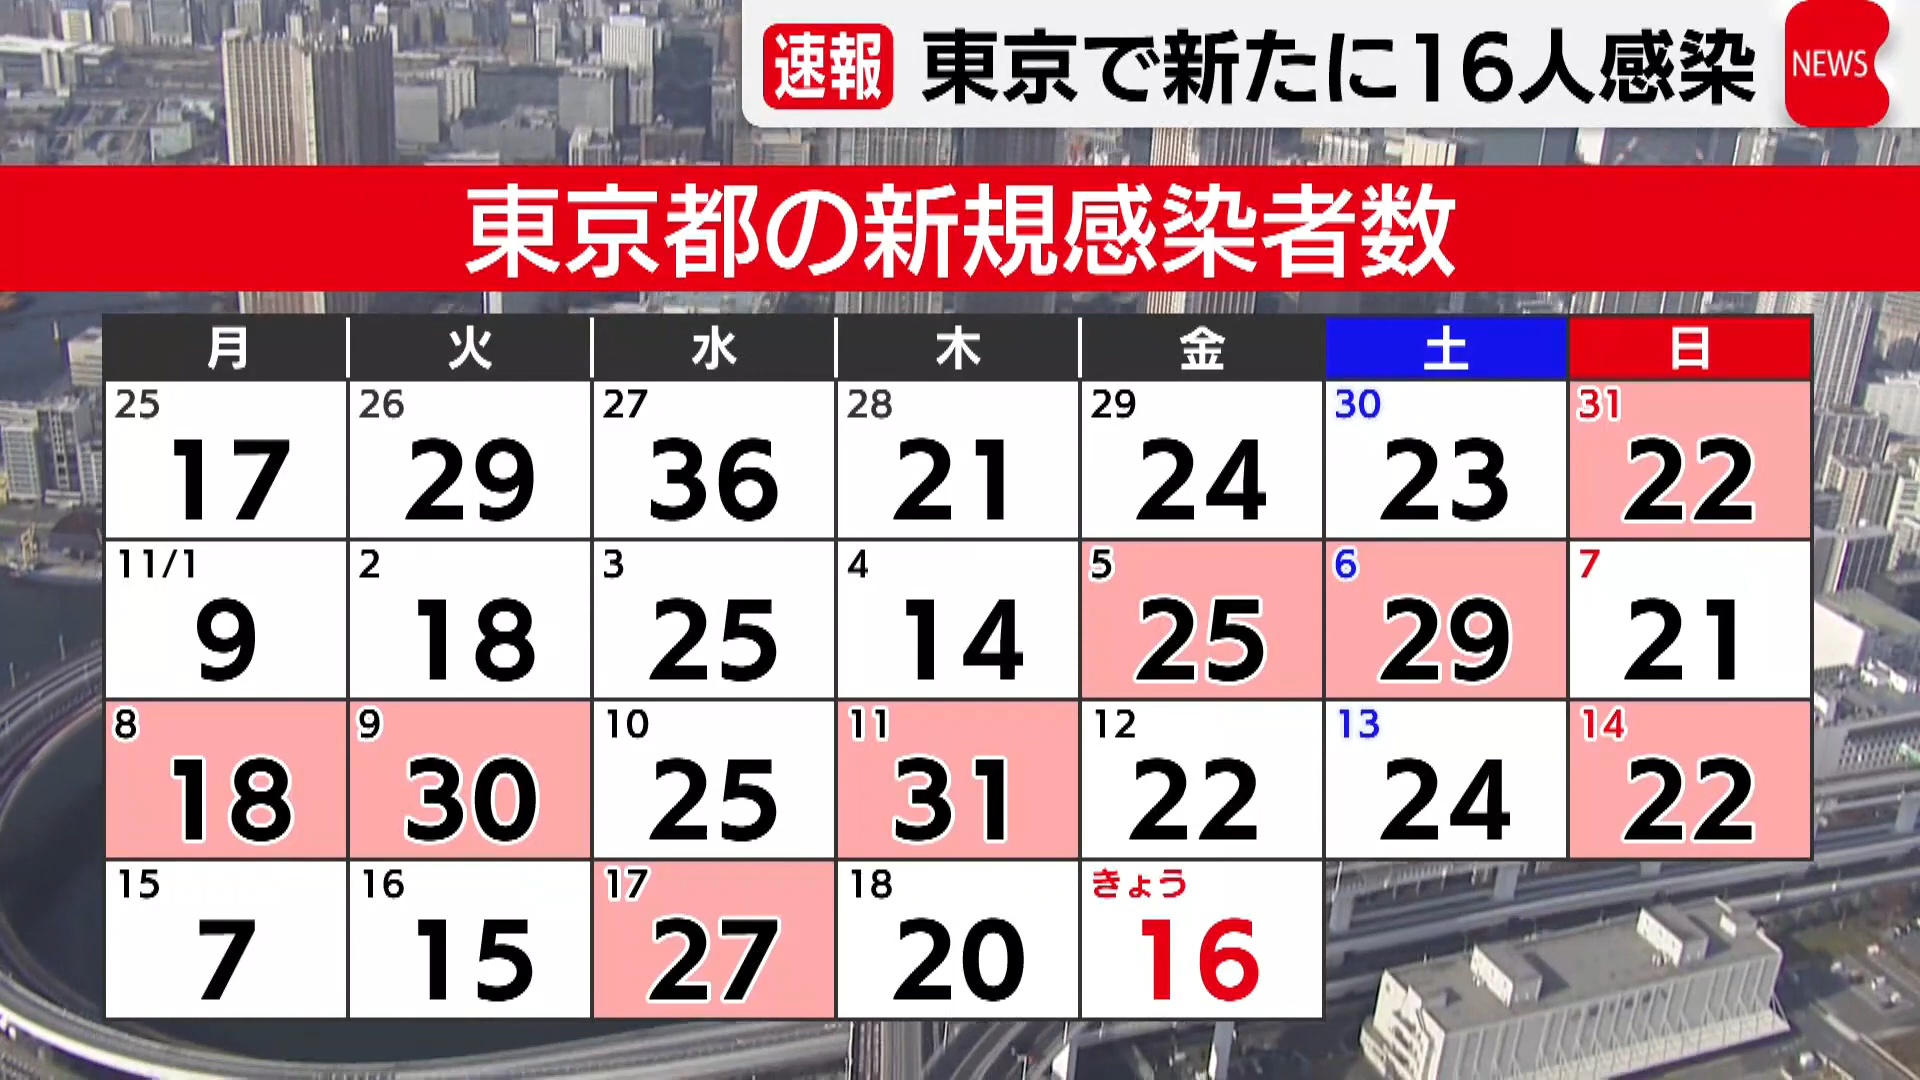 速報 東京で新たに16人感染 NEWS
東京都の新規感染者数
月 火 水 木 金 土 日
25 26 27 28 29 30 31
17 29 36 21 24 23 22
11/1 2 3 4 5 6 7
9 18 25 14 25 29 21
8 9 10 11 12 13 14
18 30 25 31 22 24 22
15 16 17 18 きょう
7 15 27 20 16